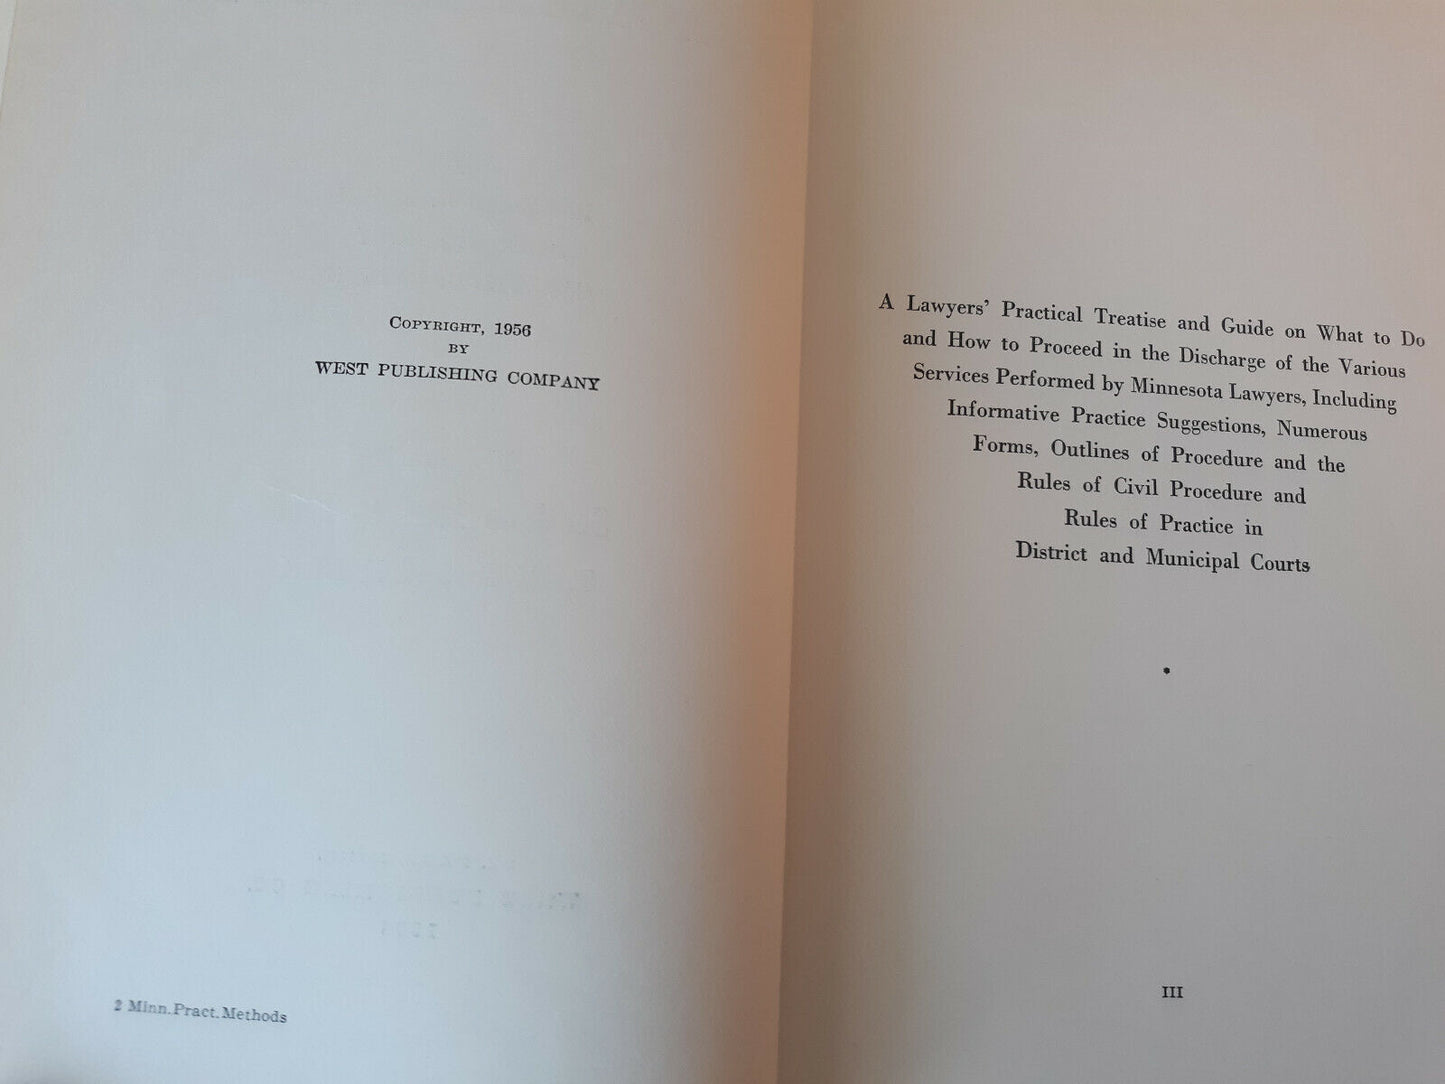 Copyright, 1956
BY
WEST PUBLISHING COMPANY
2 Minn.Pract.Methods
A Lawyers' Practical Treatise and Guide on What to Do
and How to Proceed in the Discharge of the Various
Services Performed by Minnesota Lawyers, Including
Informative Practice Suggestions, Numerous
Forms, Outlines of Procedure and the
Rules of Civil Procedure and
Rules of Practice in
District and Municipal Courts
*
III